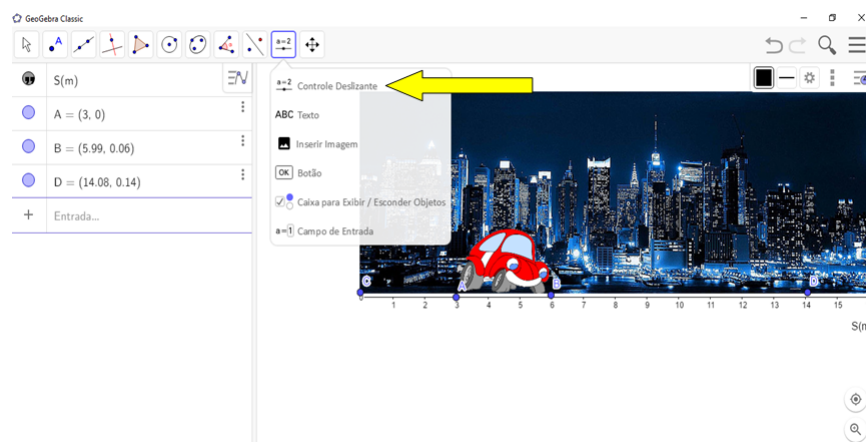 GeoGebra Classic
A
a=2
S(m)
A = (3, 0)
B = (5.99, 0.06)
D = (14.08, 0.14)
Entrada...
a=2 Controle Deslizante
ABC Texto
Inserir Imagem
OK Botão
Caixa para Exibir / Esconder Objetos
a=1 Campo de Entrada
C A B D
0 1 2 3 4 5 6 7 8 9 10 11 12 13 14 15
S(m